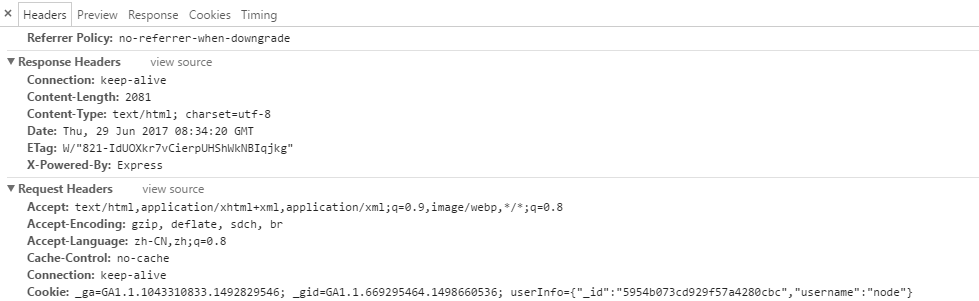 × Headers Preview Response Cookies Timing
Referrer Policy: no-referrer-when-downgrade
▼ Response Headers view source
Connection: keep-alive
Content-Length: 2081
Content-Type: text/html; charset=utf-8
Date: Thu, 29 Jun 2017 08:34:20 GMT
ETag: W/"821-IdUOXkr7vCierpUHShWkNBIqjkg"
X-Powered-By: Express
▼ Request Headers view source
Accept: text/html,application/xhtml+xml,application/xml;q=0.9,image/webp,*/*;q=0.8
Accept-Encoding: gzip, deflate, sdch, br
Accept-Language: zh-CN,zh;q=0.8
Cache-Control: no-cache
Connection: keep-alive
Cookie: _ga=GA1.1.1043310833.1492829546; _gid=GA1.1.669295464.1498660536; userInfo={"_id":"5954b073cd929f57a4280cbc","username":"node"}